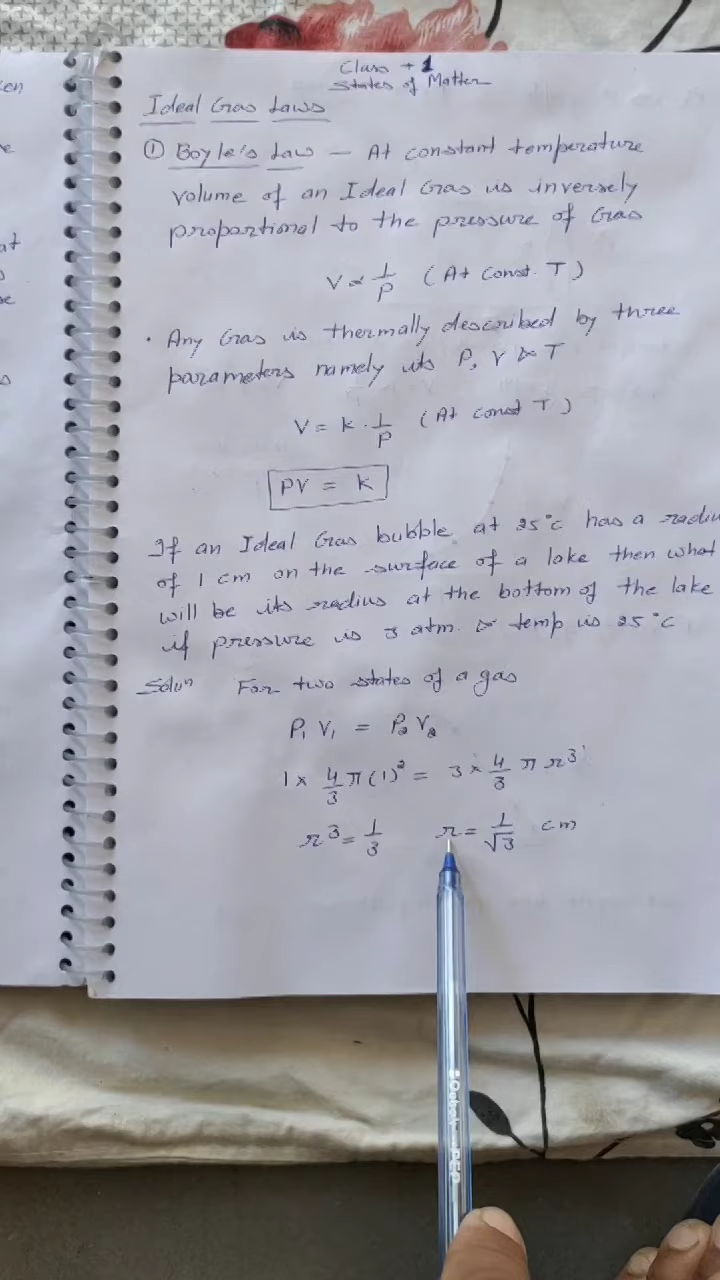 Class + 1
States of Matter
Ideal Gas Laws
① Boyle's Law — At constant temperature
volume of an Ideal Gas is inversely
proportional to the pressure of Gas
V ∝ 1/P (At Const. T)
• Any Gas is thermally described by three
parameters namely its P, V & T
V = k · 1/P (At const T)
PV = k
If an Ideal Gas bubble at 25°C has a radiu
of 1 cm on the surface of a lake then what
will be its radius at the bottom of the lake
if pressure is 3 atm. & temp is 25°C
Soluⁿ For two states of a gas
P₁ V₁ = P₂ V₂
1 × 4/3 π (1)² = 3 × 4/3 π r³
r³ = 1/3 r = 1/√3 cm